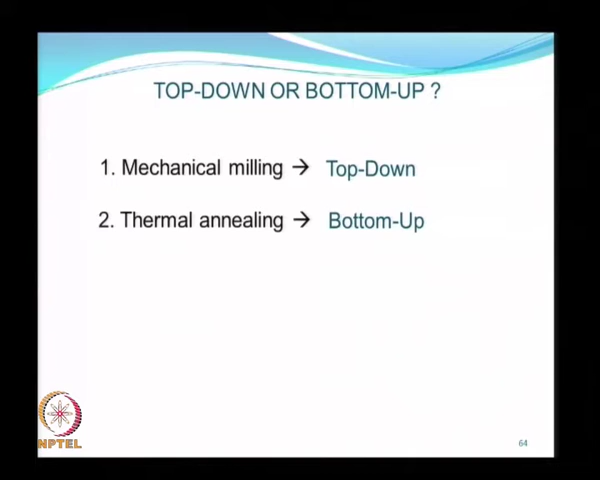 TOP-DOWN OR BOTTOM-UP ?
1. Mechanical milling → Top-Down
2. Thermal annealing → Bottom-Up
NPTEL
64